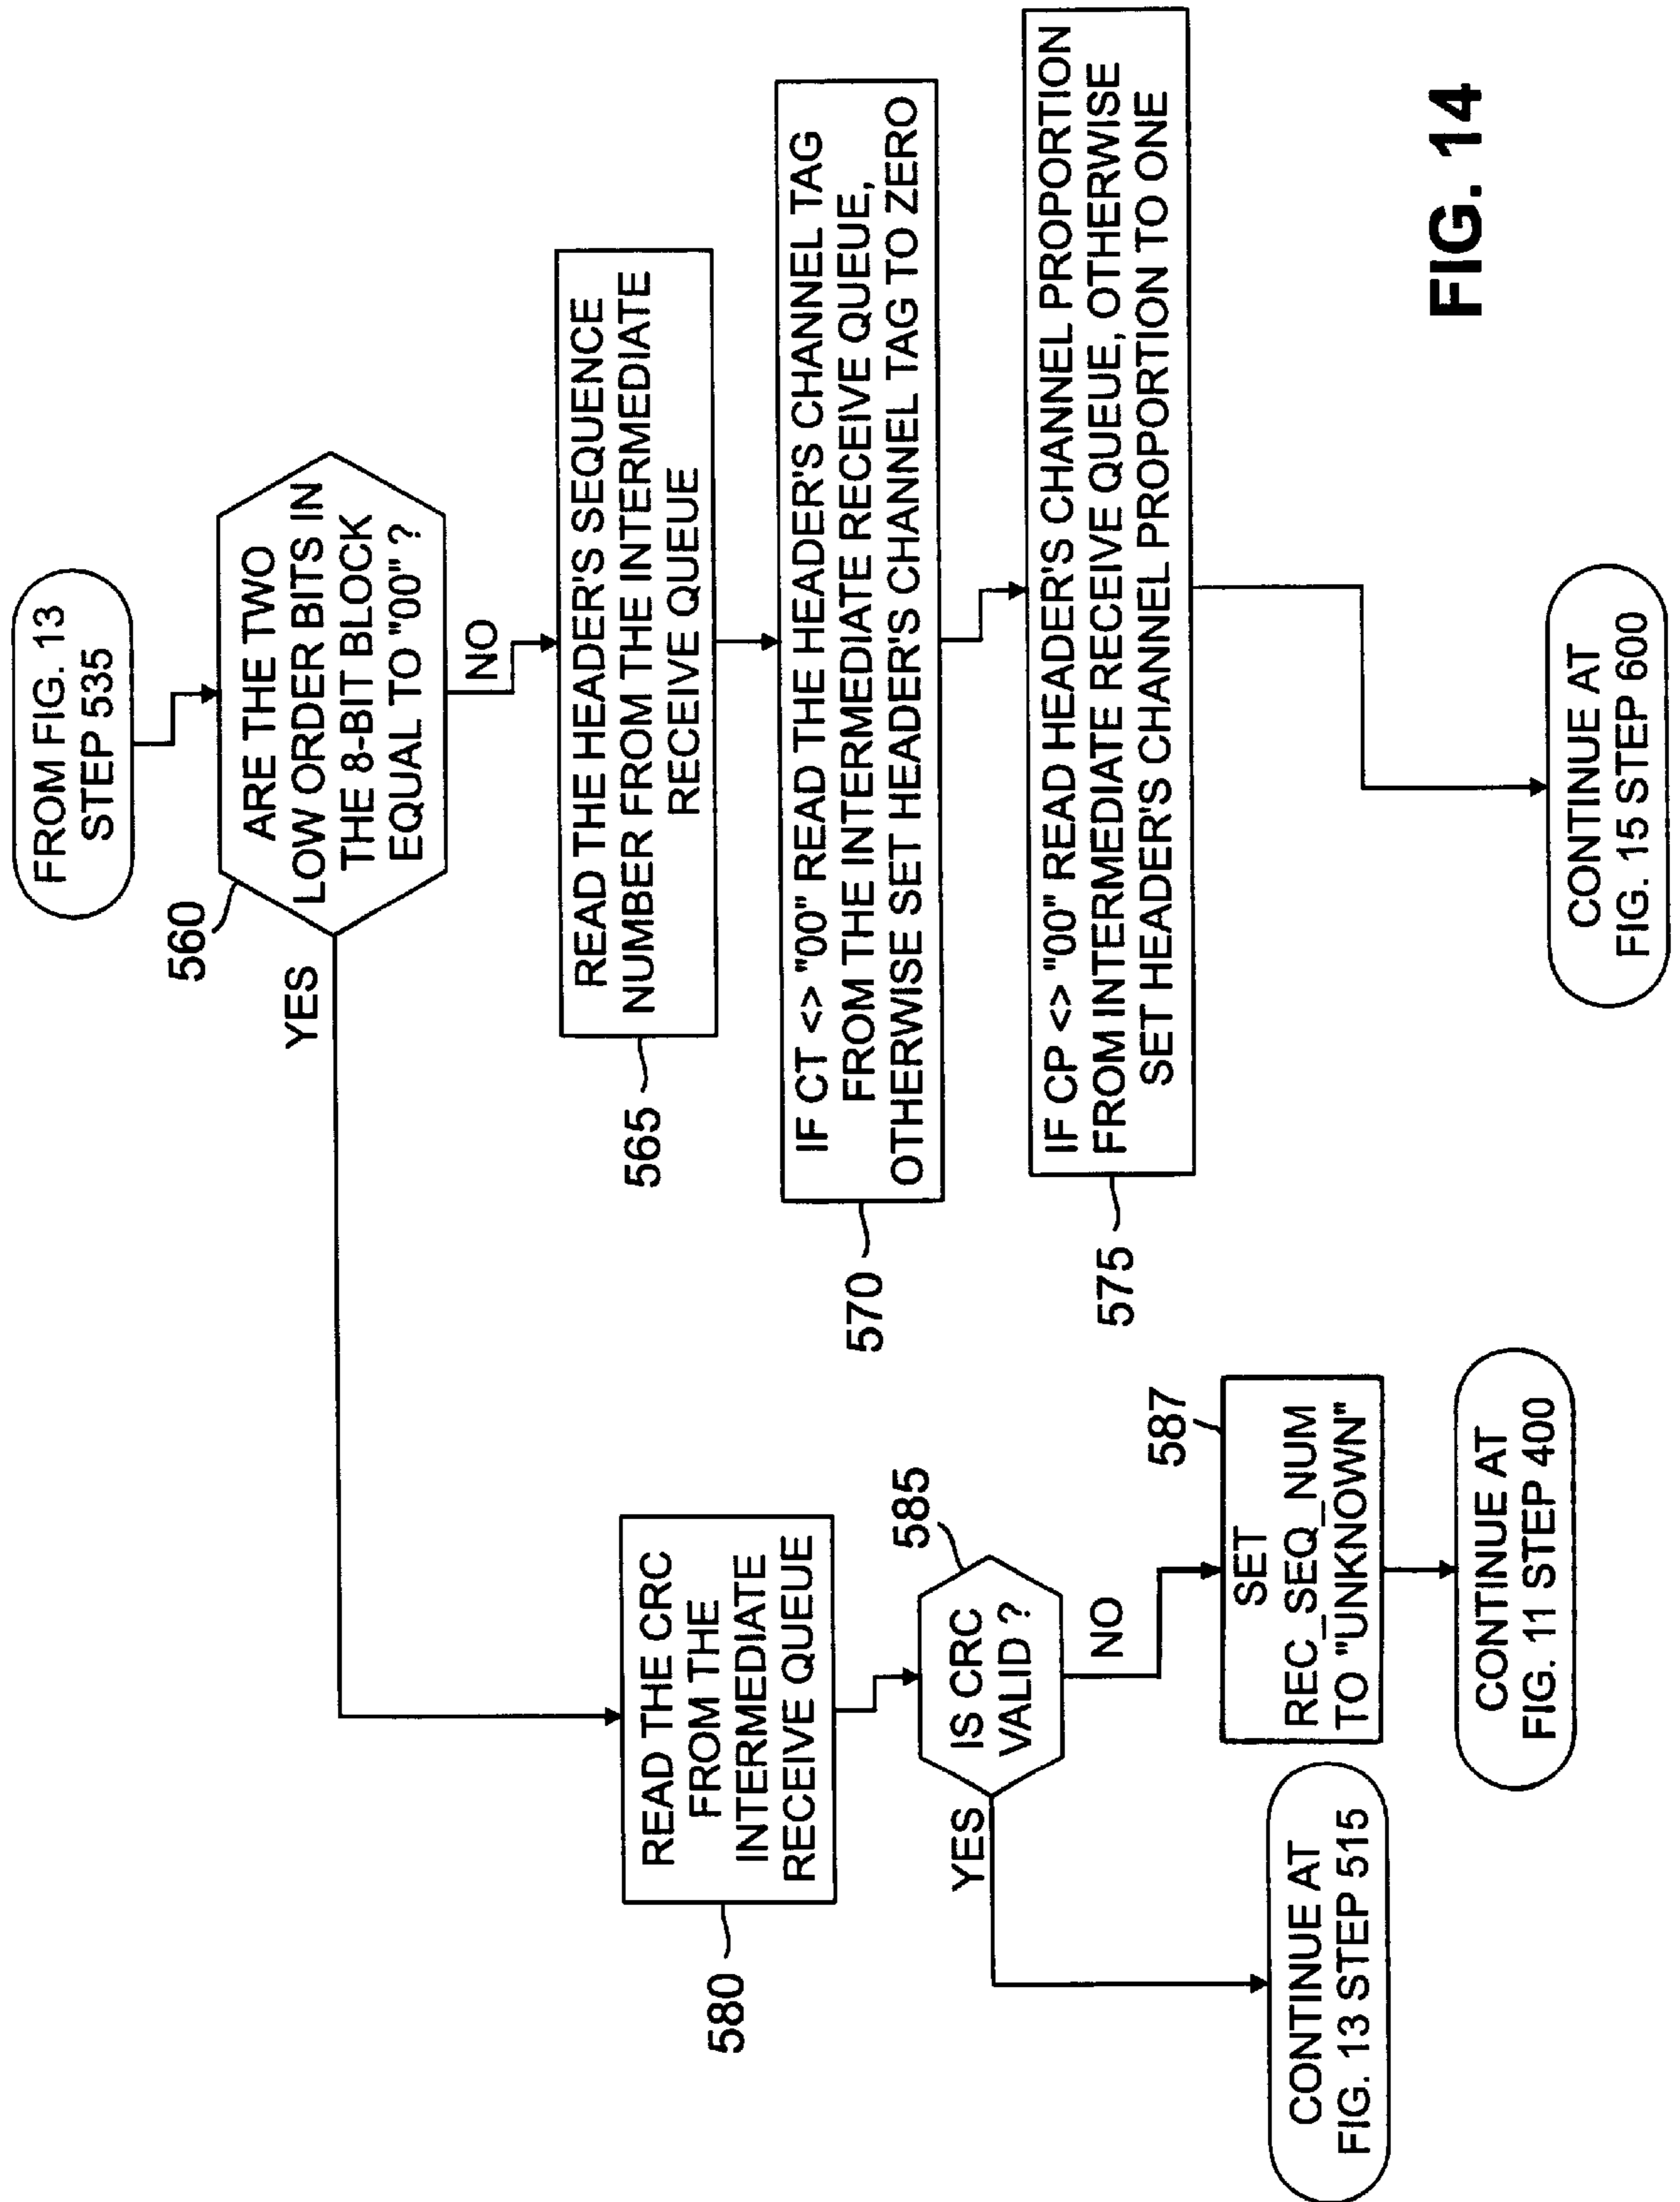 FROM FIG. 13
STEP 535
560
ARE THE TWO
LOW ORDER BITS IN
THE 8-BIT BLOCK
EQUAL TO "00" ?
YES
NO
565
READ THE HEADER'S SEQUENCE
NUMBER FROM THE INTERMEDIATE
RECEIVE QUEUE
570
IF CT <> "00" READ THE HEADER'S CHANNEL TAG
FROM THE INTERMEDIATE RECEIVE QUEUE,
OTHERWISE SET HEADER'S CHANNEL TAG TO ZERO
575
IF CP <> "00" READ HEADER'S CHANNEL PROPORTION
FROM INTERMEDIATE RECEIVE QUEUE, OTHERWISE
SET HEADER'S CHANNEL PROPORTION TO ONE
CONTINUE AT
FIG. 15 STEP 600
580
READ THE CRC
FROM THE
INTERMEDIATE
RECEIVE QUEUE
585
IS CRC
VALID ?
YES
NO
587
SET
REC_SEQ_NUM
TO "UNKNOWN"
CONTINUE AT
FIG. 13 STEP 515
CONTINUE AT
FIG. 11 STEP 400
FIG. 14